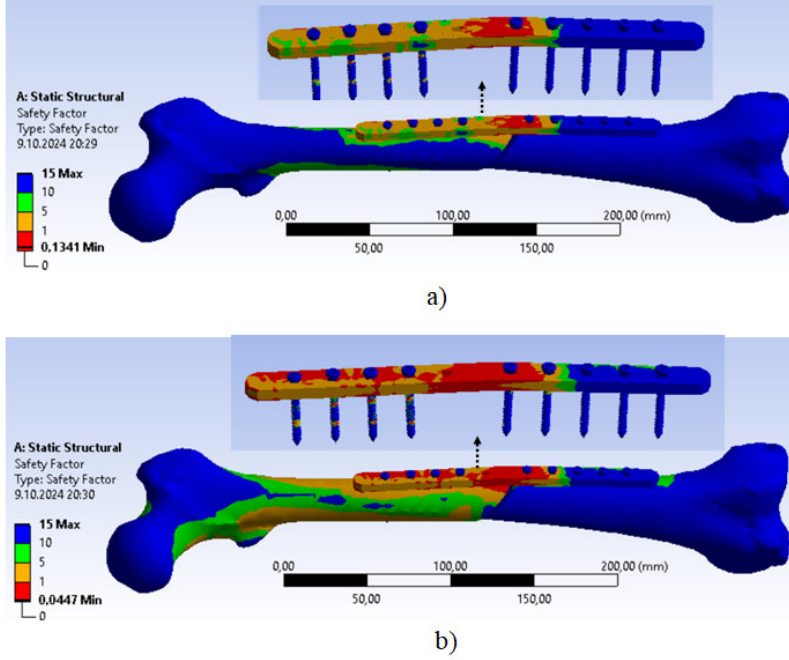 A: Static Structural
Safety Factor
Type: Safety Factor
9.10.2024 20:29
15 Max
10
5
1
0,1341 Min
0
0,00 100,00 200,00 (mm)
50,00 150,00
a)
A: Static Structural
Safety Factor
Type: Safety Factor
9.10.2024 20:30
15 Max
10
5
1
0,0447 Min
0
0,00 100,00 200,00 (mm)
50,00 150,00
b)